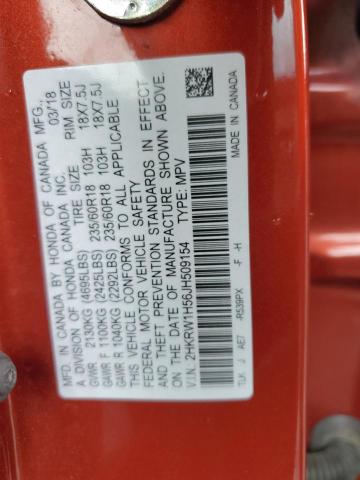 MFD. IN CANADA BY HONDA OF CANADA MFG., 03/18
A DIVISION OF HONDA CANADA INC.
TIRE SIZE RIM SIZE
GVWR 2130KG (4695LBS)
GAWR F 1100KG (2425LBS) 235/60R18 103H 18X7.5J
GAWR R 1040KG (2292LBS) 235/60R18 103H 18X7.5J
THIS VEHICLE CONFORMS TO ALL APPLICABLE
FEDERAL MOTOR VEHICLE SAFETY
AND THEFT PREVENTION STANDARDS IN EFFECT
ON THE DATE OF MANUFACTURE SHOWN ABOVE.
V.I.N.: 2HKRW1H56JH509154 TYPE: MPV
TLK J AE7 -R539PX -F -H
MADE IN CANADA